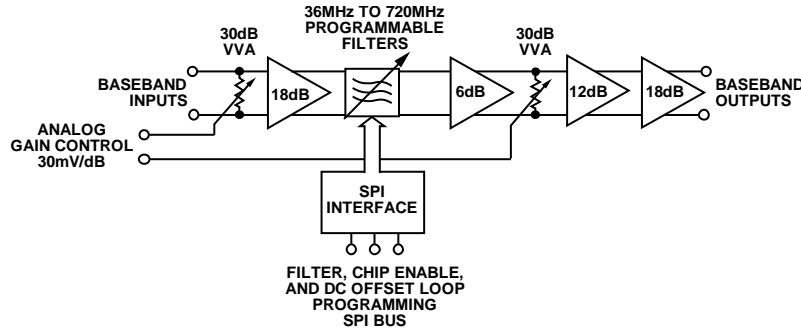 36MHz TO 720MHz
PROGRAMMABLE
FILTERS
30dB
VVA
30dB
VVA
BASEBAND
INPUTS
18dB
6dB
12dB
18dB
BASEBAND
OUTPUTS
ANALOG
GAIN CONTROL
30mV/dB
SPI
INTERFACE
FILTER, CHIP ENABLE,
AND DC OFFSET LOOP
PROGRAMMING
SPI BUS